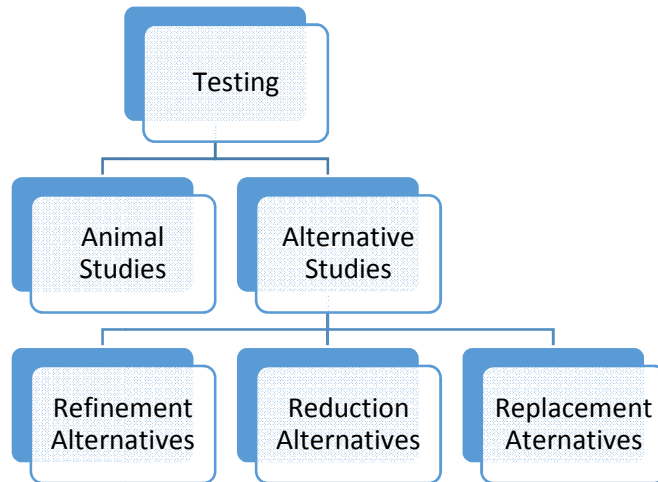 Testing
Animal
Studies
Alternative
Studies
Refinement
Alternatives
Reduction
Alternatives
Replacement
Aternatives